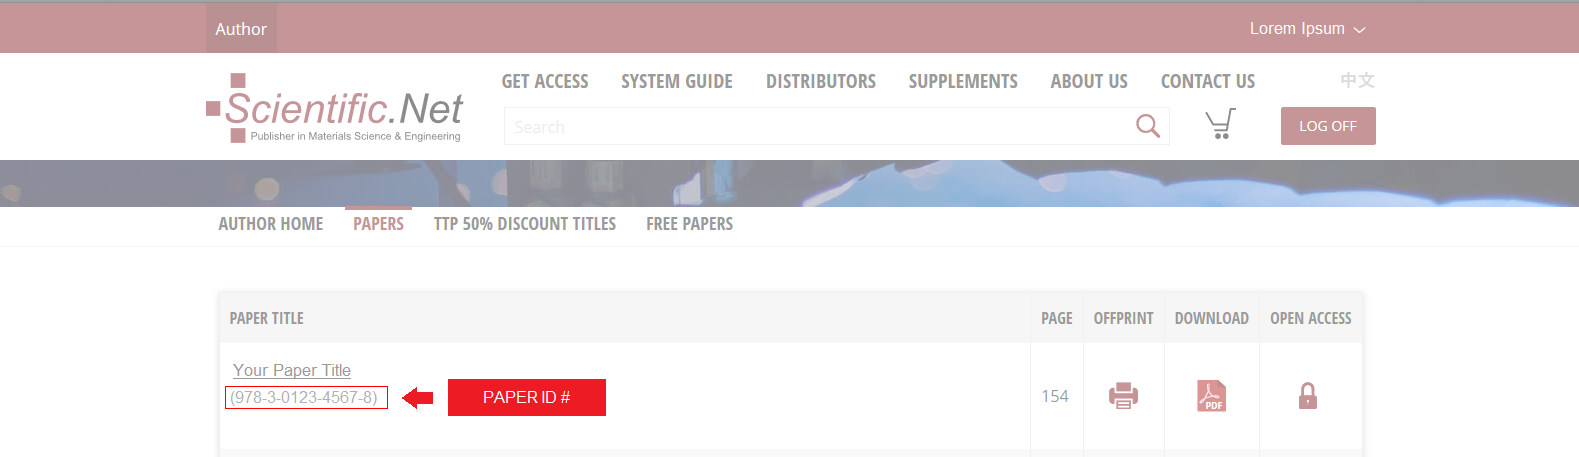 Author
Lorem Ipsum
GET ACCESS SYSTEM GUIDE DISTRIBUTORS SUPPLEMENTS ABOUT US CONTACT US 中文
Scientific.Net
Publisher in Materials Science & Engineering
Search
LOG OFF
AUTHOR HOME PAPERS TTP 50% DISCOUNT TITLES FREE PAPERS
PAPER TITLE PAGE OFFPRINT DOWNLOAD OPEN ACCESS
Your Paper Title
(978-3-0123-4567-8)
PAPER ID #
154
PDF